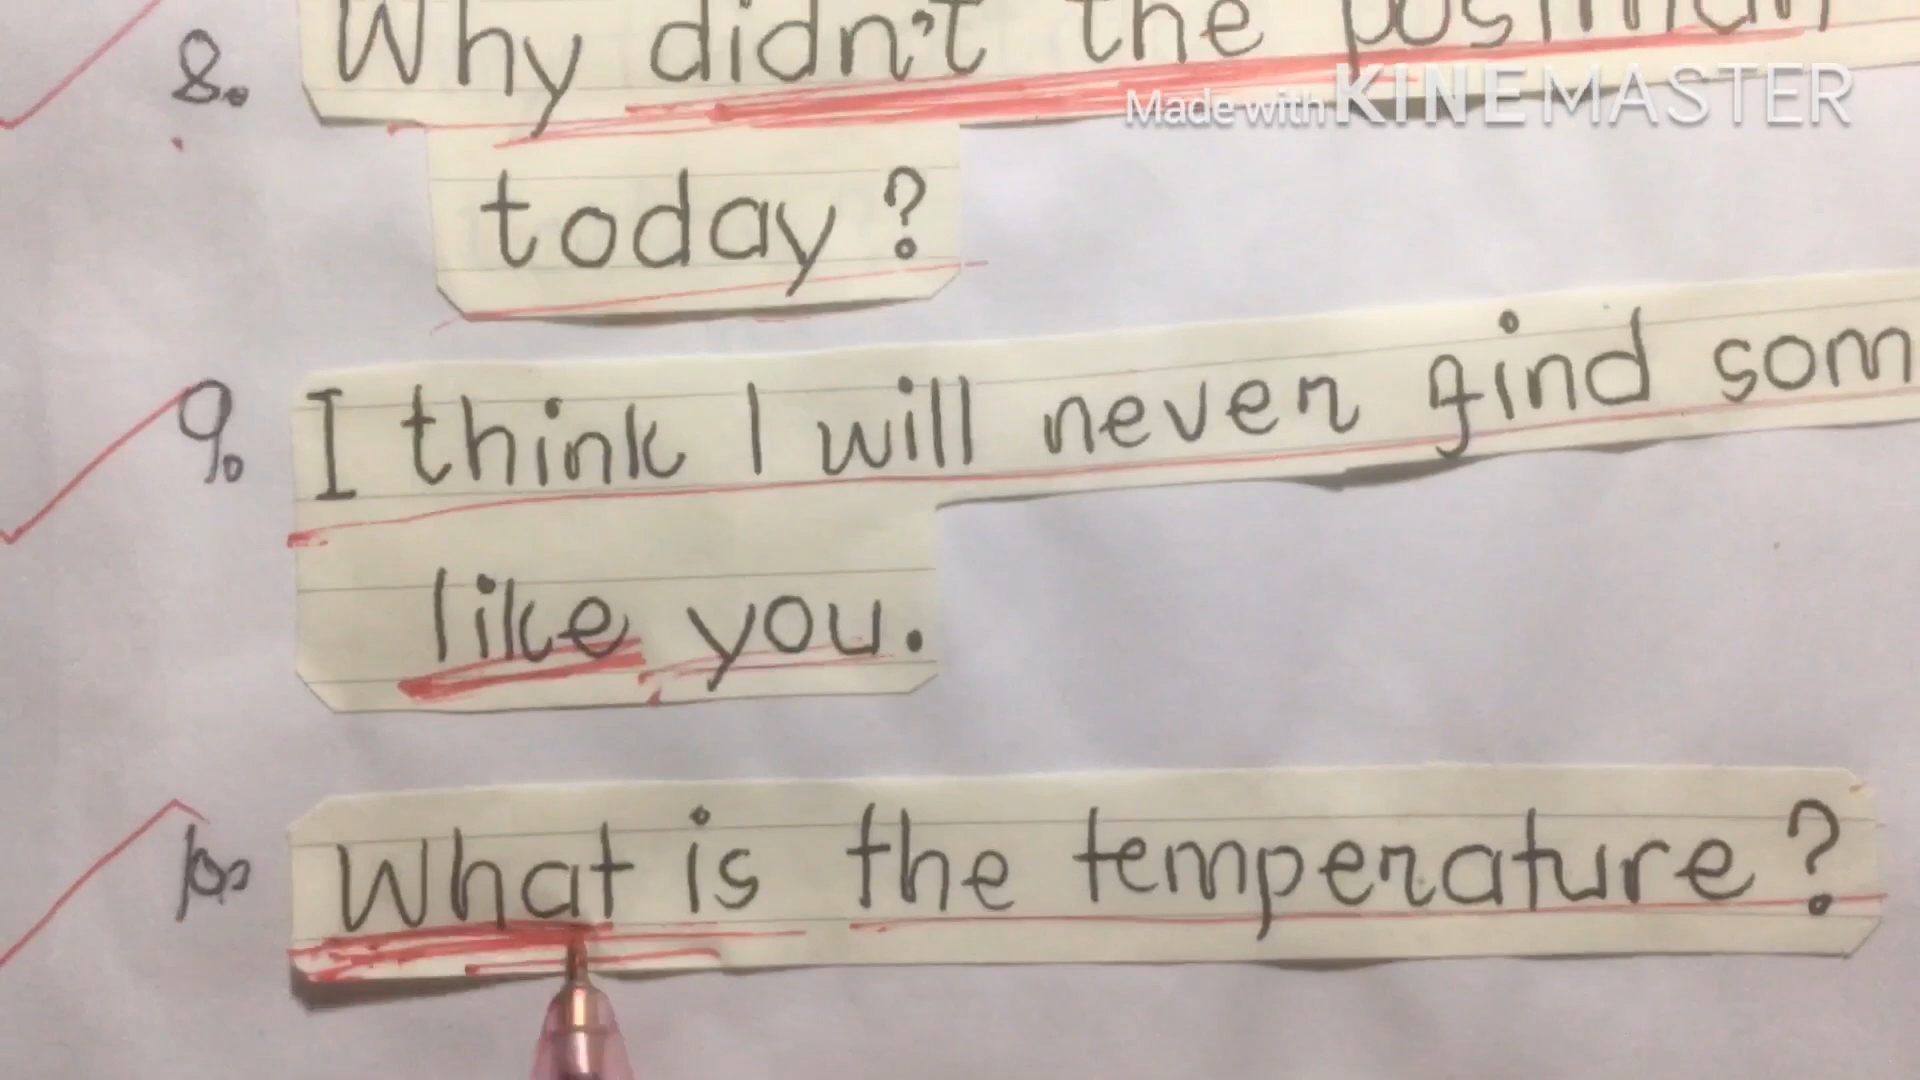 8. Why didn't the postman
Made with KINEMASTER
today?
9. I think I will never find som
like you.
10. What is the temperature?